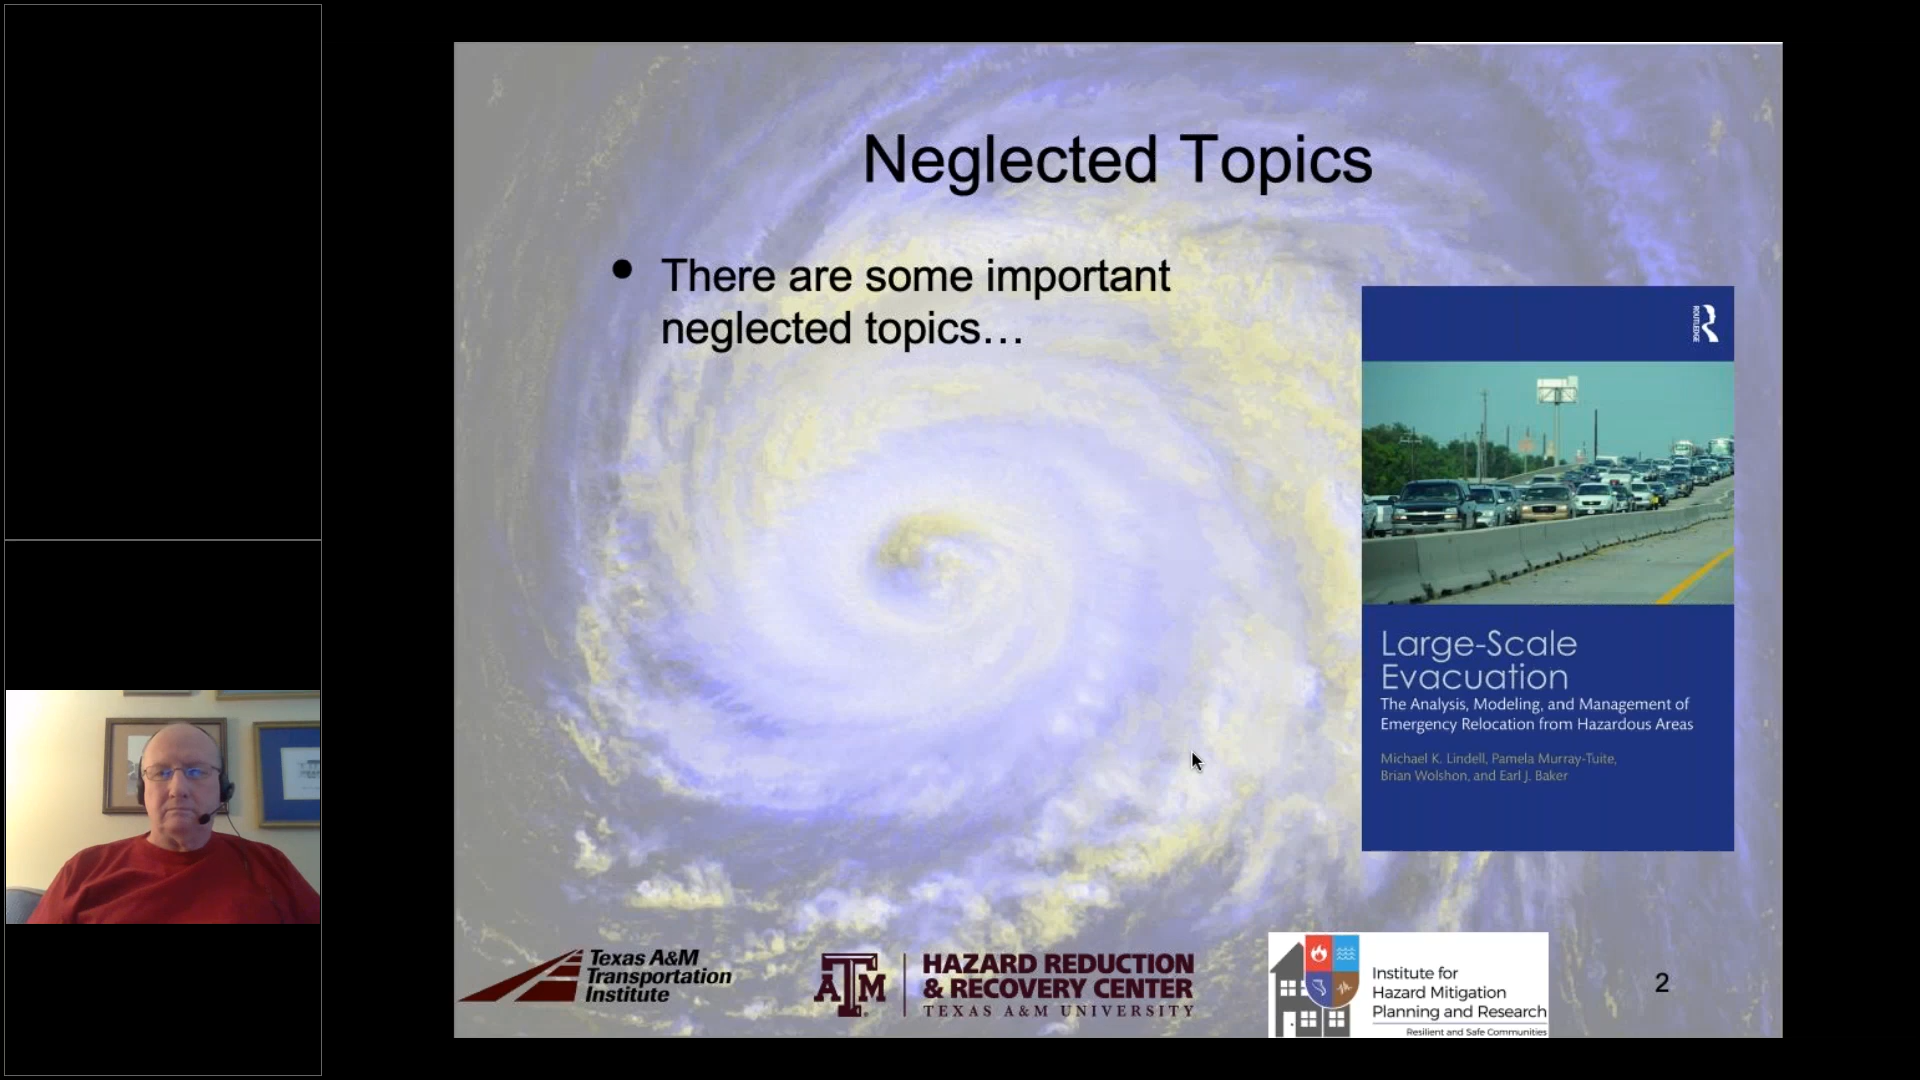 Neglected Topics
• There are some important
neglected topics…
ROUTLEDGE
Large-Scale
Evacuation
The Analysis, Modeling, and Management of
Emergency Relocation from Hazardous Areas
Michael K. Lindell, Pamela Murray-Tuite,
Brian Wolshon, and Earl J. Baker
Texas A&M
Transportation
Institute
ATM
HAZARD REDUCTION
& RECOVERY CENTER
TEXAS A&M UNIVERSITY
Institute for
Hazard Mitigation
Planning and Research
Resilient and Safe Communities
2